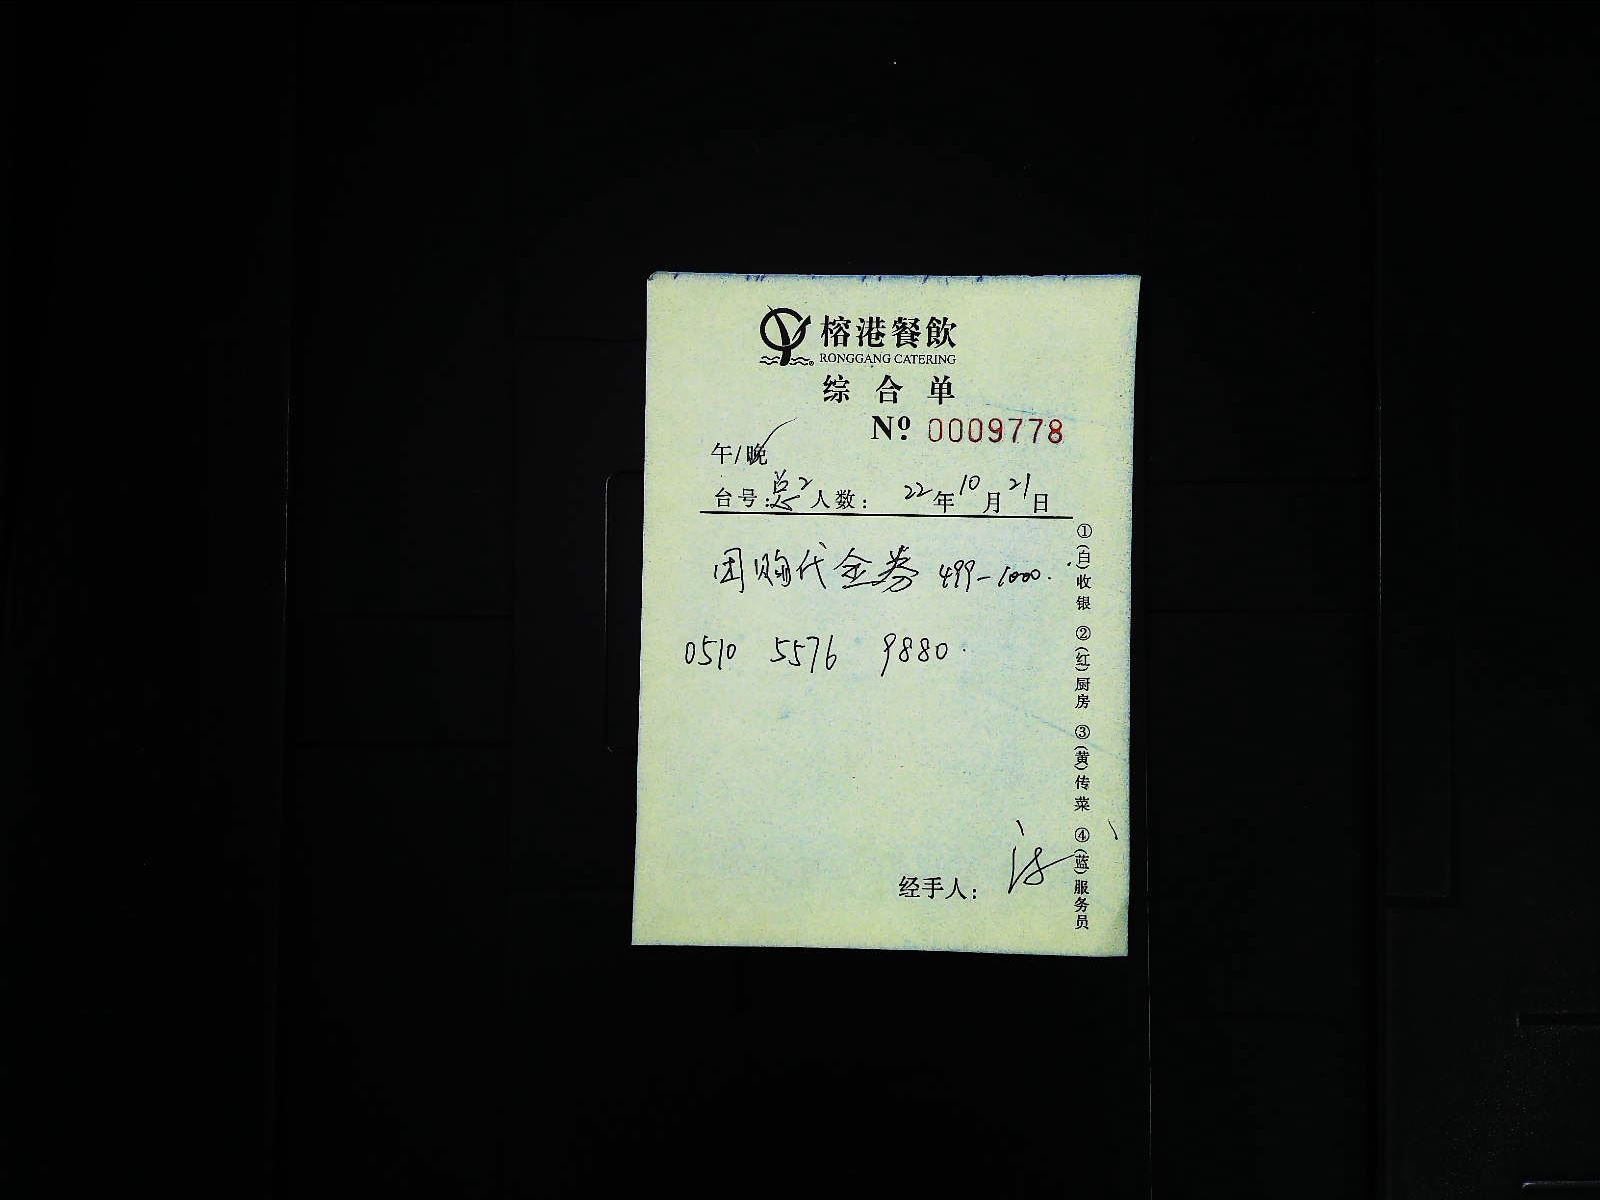 榕港餐飲
RONGGANG CATERING
综合单
Nº 0009778
午/晚
台号:总2 人数: 22年10月21日
团购代金券 499-1000.
0510 5576 9880.
经手人:
①(白)收银 ②(红)厨房 ③(黄)传菜 ④(蓝)服务员